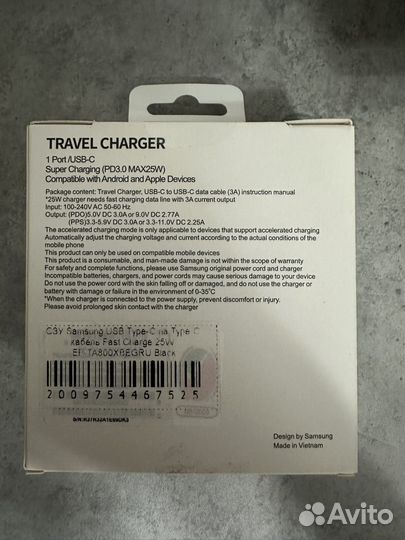 TRAVEL CHARGER
1 Port /USB-C
Super Charging (PD3.0 MAX25W)
Compatible with Android and Apple Devices
Package content: Travel Charger, USB-C to USB-C data cable (3A) instruction manual
*25W charger needs fast charging data line with 3A current output
Input: 100-240V AC 50-60 Hz
Output: (PDO)5.0V DC 3.0A or 9.0V DC 2.77A
(PPS)3.3-5.9V DC 3.0A or 3.3-11.0V DC 2.25A
The accelerated charging mode is only applicable to devices that support accelerated charging
Automatically adjust the charging voltage and current according to the actual conditions of the
mobile phone
This product can only be used on compatible mobile devices
This product is a consumable, and man-made damage is not within the scope of warranty
For safety and complete functions, please use Samsung original power cord and charger
Incompatible batteries, chargers, and power cords may cause serious damage to your device
Do not use the power cord with the skin falling off or damaged, and do not use the charger or
battery with damage or failure in the environment of 0-35°C
*When the charger is connected to the power supply, prevent discomfort or injury.
Please avoid prolonged skin contact with the charger
СЗУ Samsung USB Type-C на Type C
кабель Fast Charge 25W
EP-TA800XBEGRU Black
2009754467525
Design by Samsung
Made in Vietnam
Avito